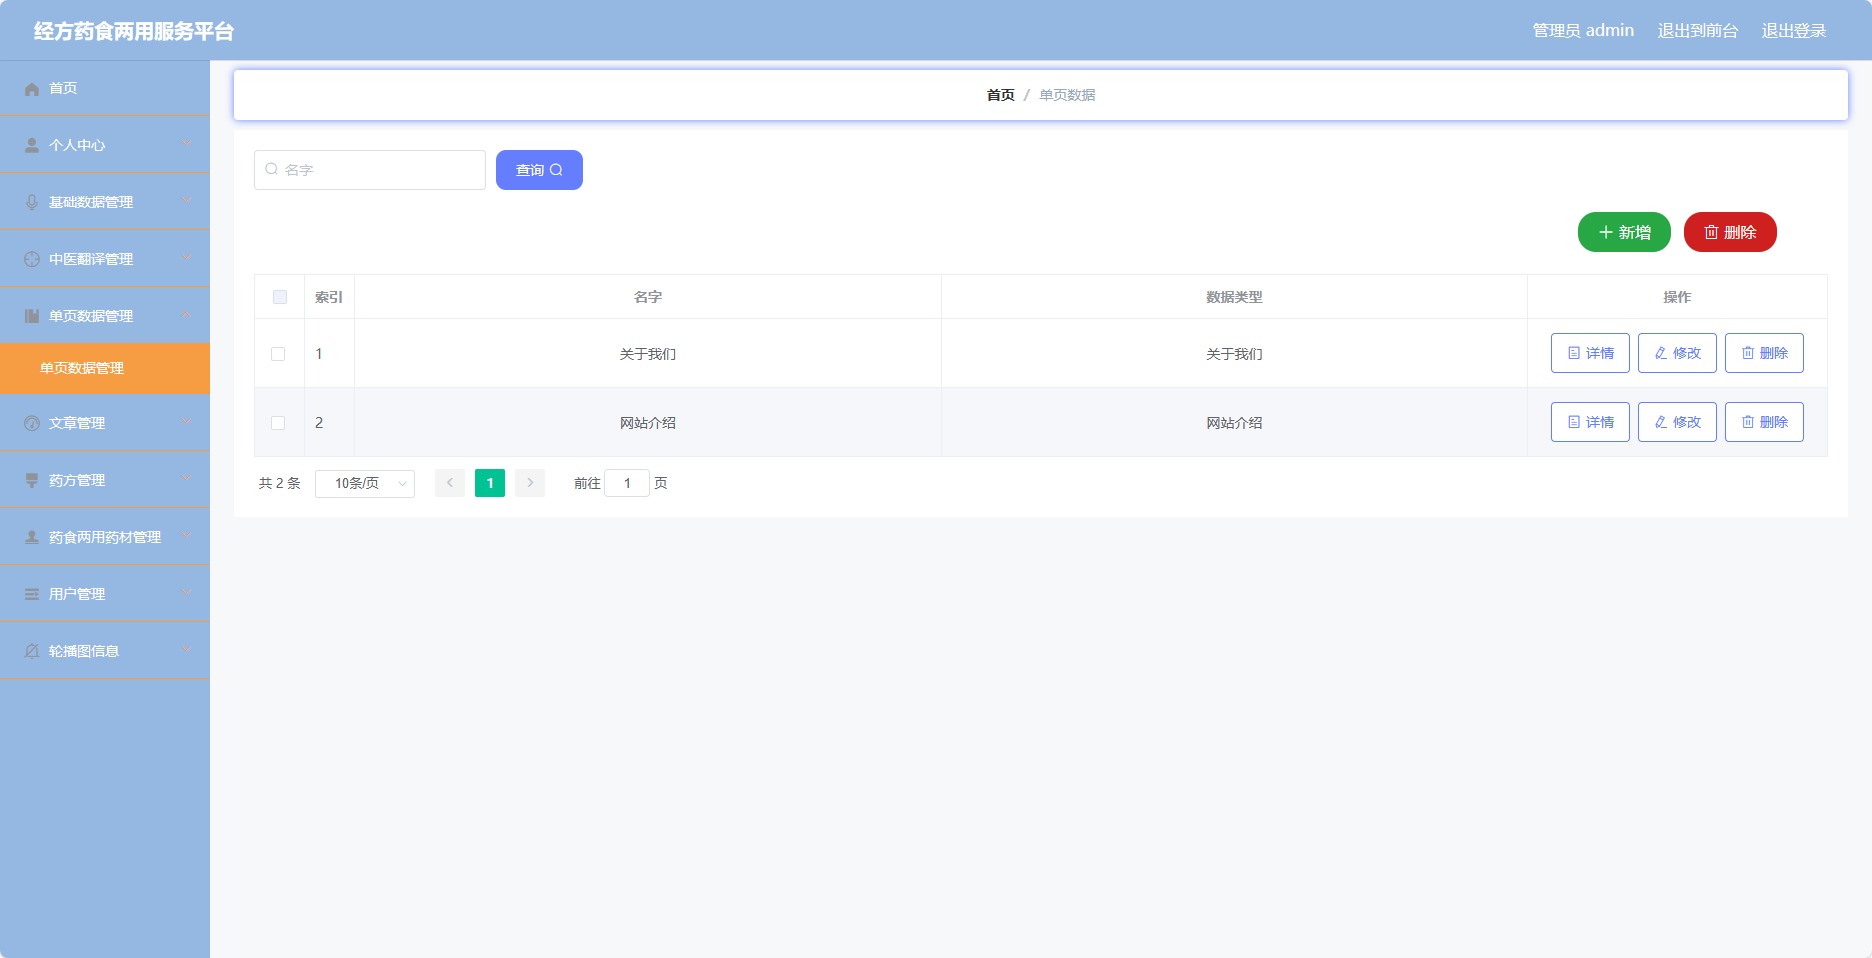 经方药食两用服务平台
管理员 admin 退出到前台 退出登录
首页
个人中心
基础数据管理
中医翻译管理
单页数据管理
单页数据管理
文章管理
药方管理
药食两用药材管理
用户管理
轮播图信息
首页 / 单页数据
名字 查询
新增 删除
索引 名字 数据类型 操作
1 关于我们 关于我们 详情 修改 删除
2 网站介绍 网站介绍 详情 修改 删除
共 2 条 10条/页 1 前往 1 页